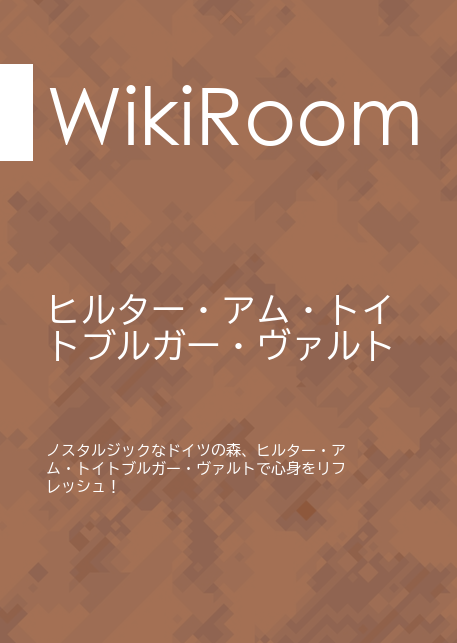 WikiRoom
ヒルター・アム・トイ
トブルガー・ヴァルト
ノスタルジックなドイツの森、ヒルター・ア
ム・トイトブルガー・ヴァルトで心身をリフ
レッシュ！